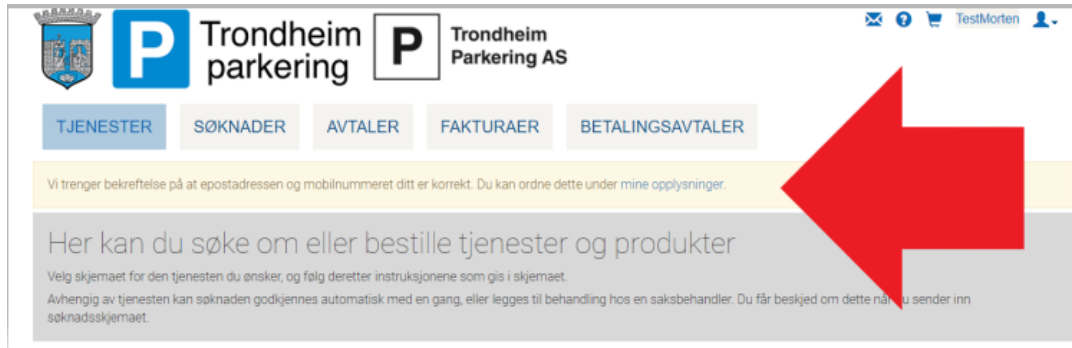 P Trondheim parkering P Trondheim Parkering AS
TestMorten
TJENESTER SØKNADER AVTALER FAKTURAER BETALINGSAVTALER
Vi trenger bekreftelse på at epostadressen og mobilnummeret ditt er korrekt. Du kan ordne dette under mine opplysninger.
Her kan du søke om eller bestille tjenester og produkter
Velg skjemaet for den tjenesten du ønsker, og følg deretter instruksjonene som gis i skjemaet.
Avhengig av tjenesten kan søknaden godkjennes automatisk med en gang, eller legges til behandling hos en saksbehandler. Du får beskjed om dette når sender inn
søknadsskjemaet.